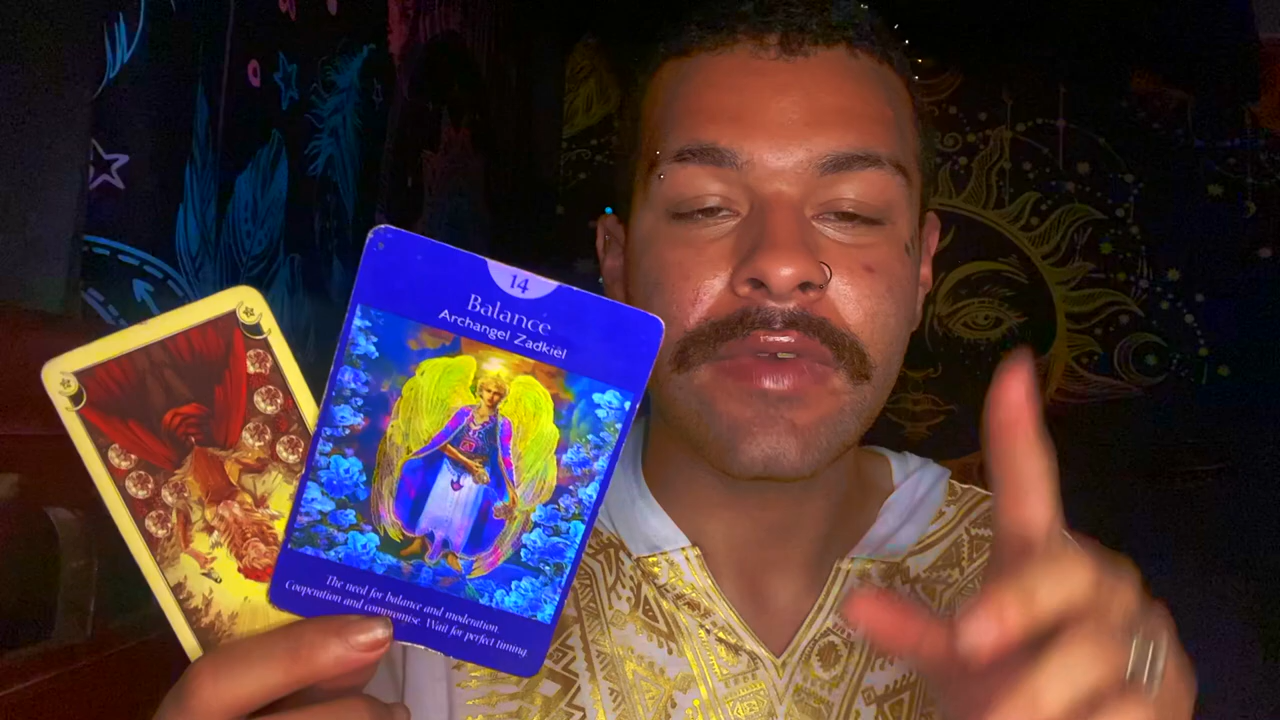 14
Balance
Archangel Zadkiel
The need for balance and moderation.
Cooperation and compromise. Wait for perfect timing.